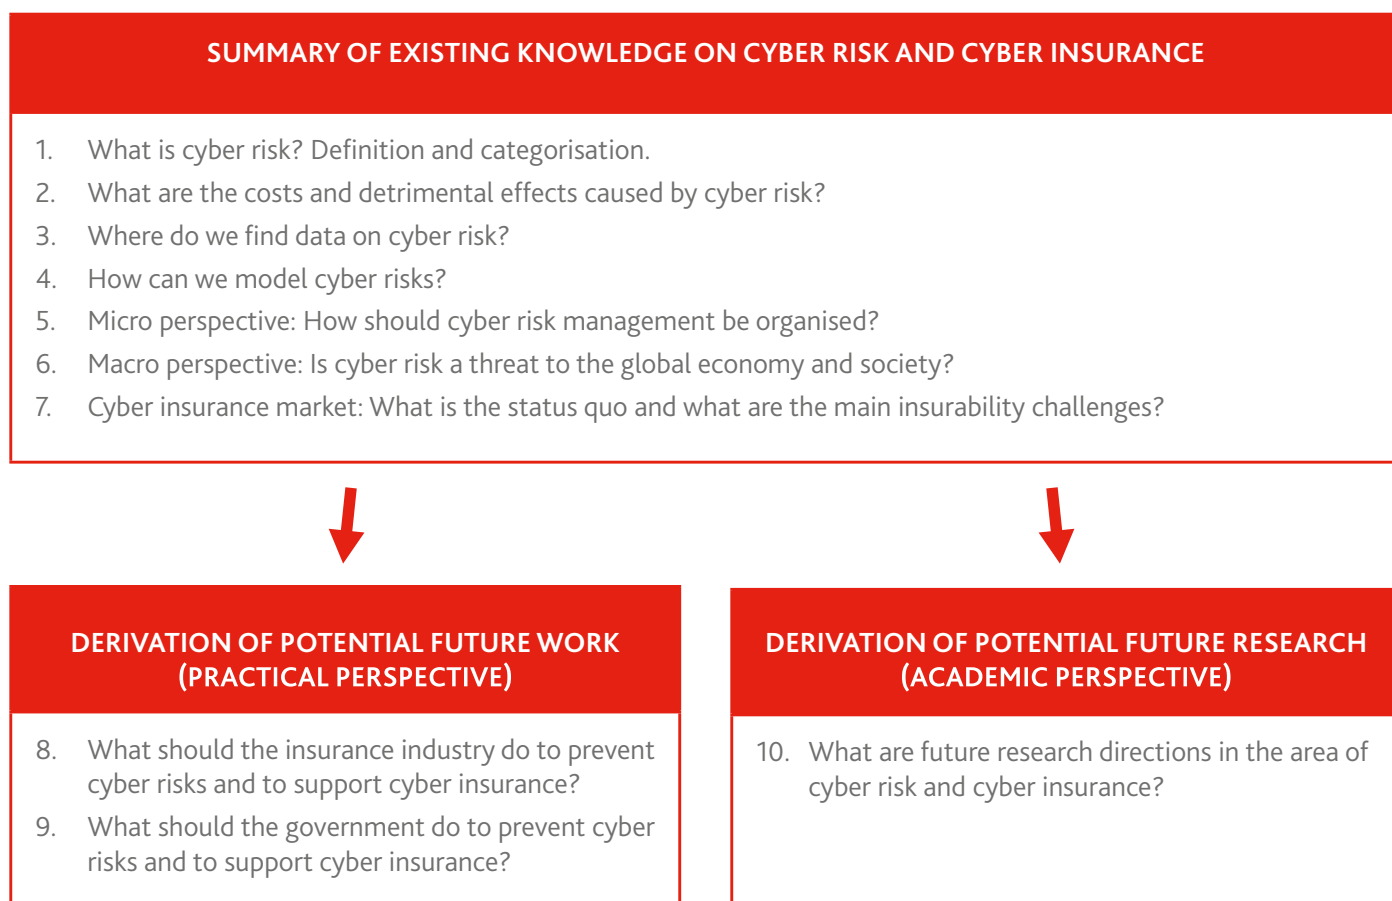 SUMMARY OF EXISTING KNOWLEDGE ON CYBER RISK AND CYBER INSURANCE
1. What is cyber risk? Definition and categorisation.
2. What are the costs and detrimental effects caused by cyber risk?
3. Where do we find data on cyber risk?
4. How can we model cyber risks?
5. Micro perspective: How should cyber risk management be organised?
6. Macro perspective: Is cyber risk a threat to the global economy and society?
7. Cyber insurance market: What is the status quo and what are the main insurability challenges?
DERIVATION OF POTENTIAL FUTURE WORK
(PRACTICAL PERSPECTIVE)
8. What should the insurance industry do to prevent
cyber risks and to support cyber insurance?
9. What should the government do to prevent cyber
risks and to support cyber insurance?
DERIVATION OF POTENTIAL FUTURE RESEARCH
(ACADEMIC PERSPECTIVE)
10. What are future research directions in the area of
cyber risk and cyber insurance?